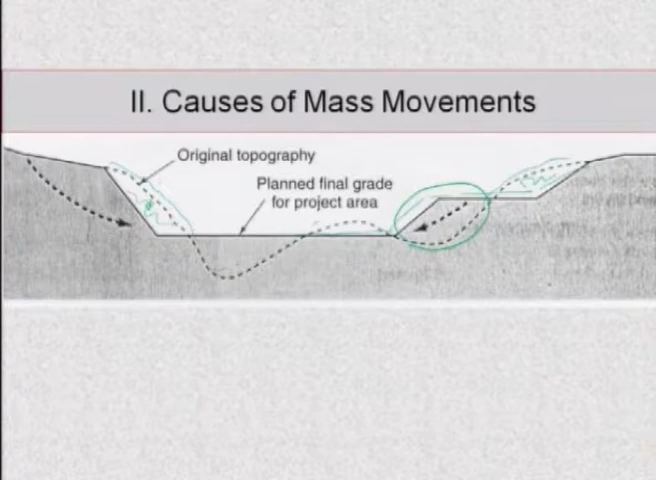 II. Causes of Mass Movements
Original topography
Planned final grade
for project area